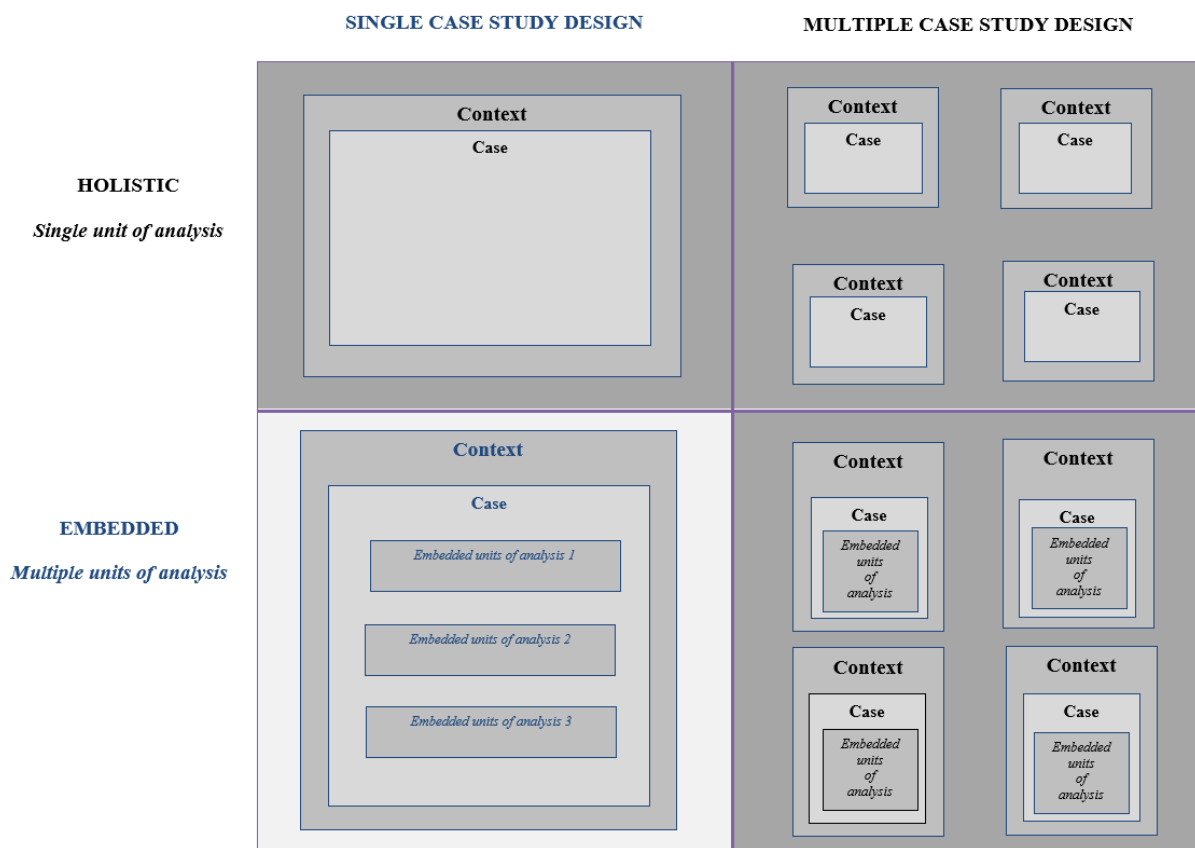 SINGLE CASE STUDY DESIGN
MULTIPLE CASE STUDY DESIGN
HOLISTIC
Single unit of analysis
Context
Case
Context
Case
Context
Case
Context
Case
Context
Case
EMBEDDED
Multiple units of analysis
Context
Case
Embedded units of analysis 1
Embedded units of analysis 2
Embedded units of analysis 3
Context
Case
Embedded
units
of
analysis
Context
Case
Embedded
units
of
analysis
Context
Case
Embedded
units
of
analysis
Context
Case
Embedded
units
of
analysis